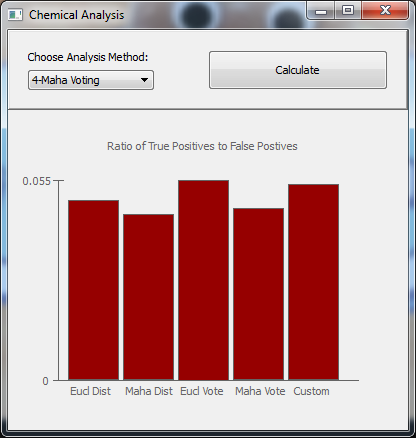 Chemical Analysis
Choose Analysis Method:
4-Maha Voting
Calculate
Ratio of True Positives to False Postives
0.055
0
Eucl Dist Maha Dist Eucl Vote Maha Vote Custom